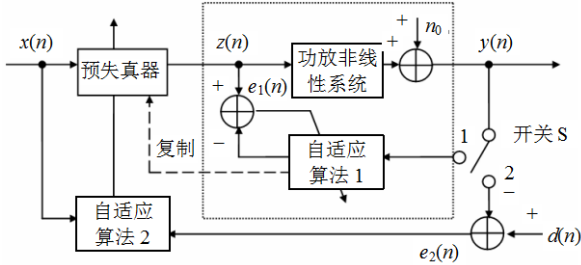 x(n)
预失真器
z(n)
功放非线
性系统
+
+
n₀
y(n)
+
e₁(n)
−
复制
自适应
算法 1
1
开关 S
2
−
自适应
算法 2
+
e₂(n)
d(n)